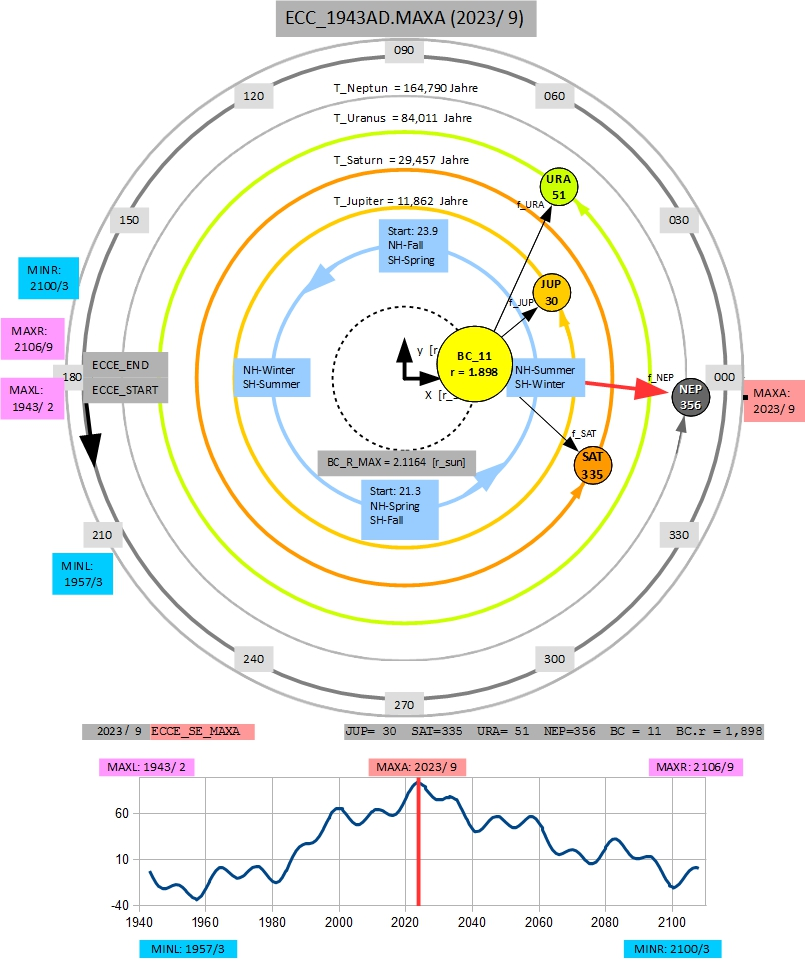 ECC_1943AD.MAXA (2023/ 9)
090
T_Neptun = 164,790 Jahre
120
060
T_Uranus = 84,011 Jahre
T_Saturn = 29,457 Jahre
URA
51
f_URA
T_Jupiter = 11,862 Jahre
150
030
Start: 23.9
NH-Fall
SH-Spring
MINR:
2100/3
JUP
30
f_JUP
MAXR:
2106/9
y [r
BC_11
r = 1.898
ECCE_END
180
ECCE_START
NH-Winter
SH-Summer
X [r_
NH-Summer
SH-Winter
f_NEP
NEP
356
000
MAXL:
1943/ 2
MAXA:
2023/ 9
f_SAT
SAT
335
BC_R_MAX = 2.1164 [r_sun]
Start: 21.3
NH-Spring
SH-Fall
210
330
MINL:
1957/3
240
300
270
2023/ 9 ECCE_SE_MAXA
JUP= 30 SAT=335 URA= 51 NEP=356 BC = 11 BC.r = 1,898
MAXL: 1943/ 2
MAXA: 2023/ 9
MAXR: 2106/9
60
10
-40
1940 1960 1980 2000 2020 2040 2060 2080 2100
MINL: 1957/3
MINR: 2100/3